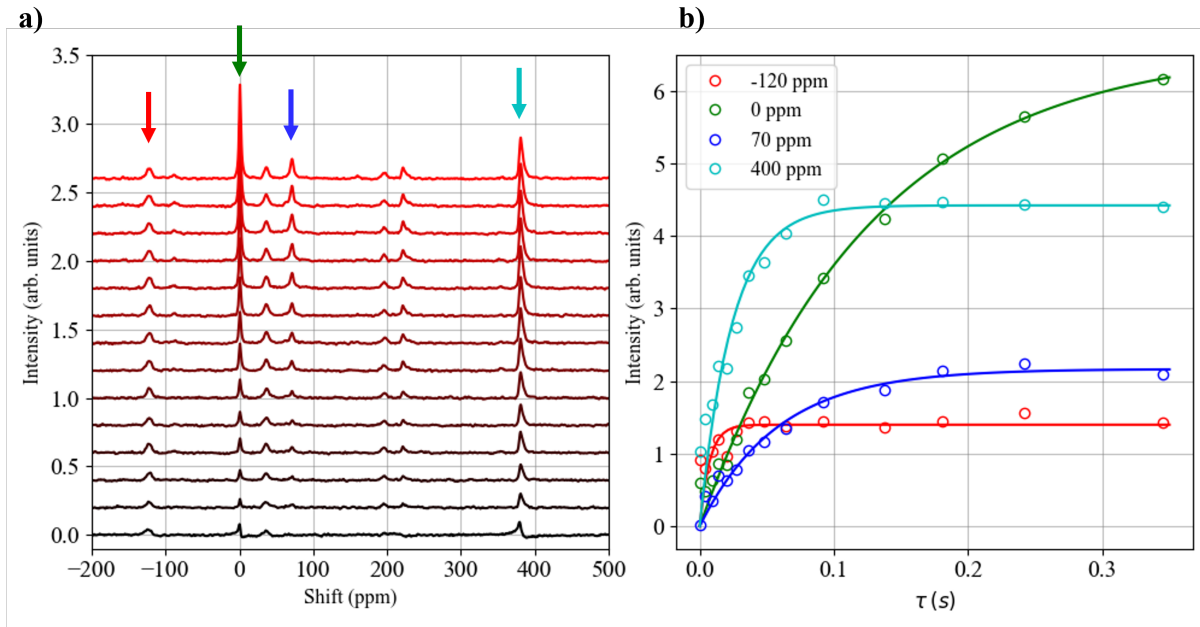 a)
b)
3.5
3.0
2.5
2.0
1.5
1.0
0.5
0.0
Intensity (arb. units)
−200 −100 0 100 200 300 400 500
Shift (ppm)
-120 ppm
0 ppm
70 ppm
400 ppm
6
5
4
3
2
1
0
Intensity (arb. units)
0.0 0.1 0.2 0.3
τ (s)